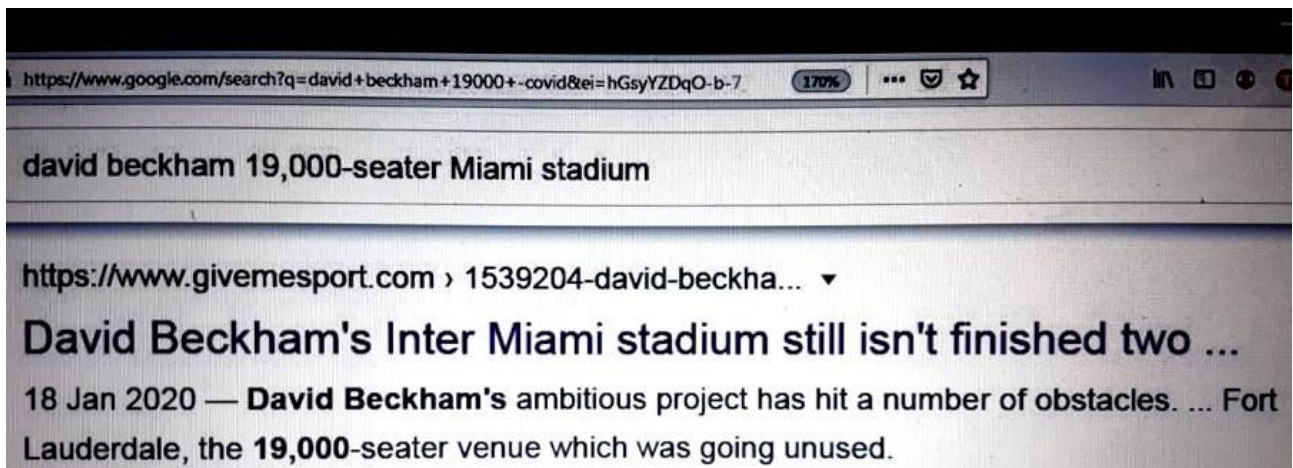 https://www.google.com/search?q=david+beckham+19000+-covid&ei=hGsyYZDqO-b-7 170%
david beckham 19,000-seater Miami stadium
https://www.givemesport.com › 1539204-david-beckha...
David Beckham's Inter Miami stadium still isn't finished two ...
18 Jan 2020 — David Beckham's ambitious project has hit a number of obstacles. ... Fort
Lauderdale, the 19,000-seater venue which was going unused.